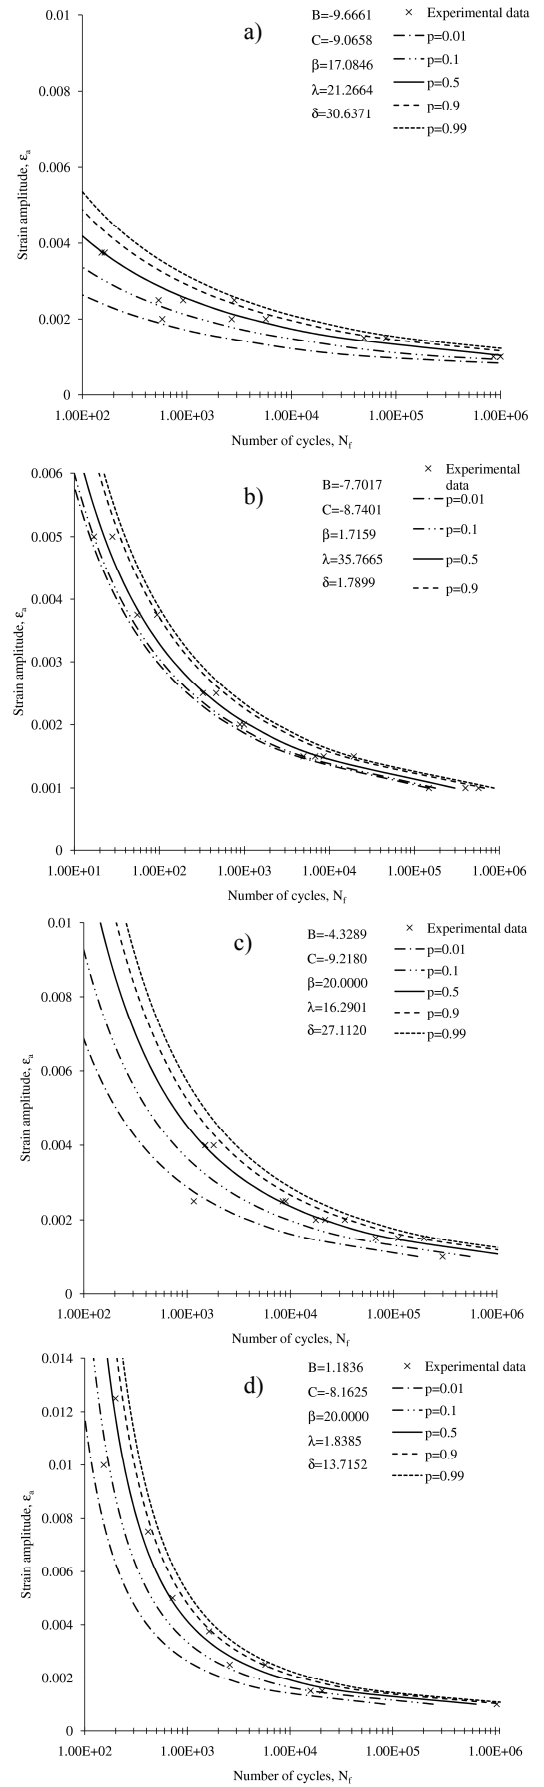 0.01
0.008
0.006
0.004
0.002
0
Strain amplitude, εa
a)
B=-9.6661
C=-9.0658
β=17.0846
λ=21.2664
δ=30.6371
Experimental data
p=0.01
p=0.1
p=0.5
p=0.9
p=0.99
1.00E+02 1.00E+03 1.00E+04 1.00E+05 1.00E+06
Number of cycles, Nf
0.006
0.005
0.004
0.003
0.002
0.001
0
Strain amplitude, εa
b)
B=-7.7017
C=-8.7401
β=1.7159
λ=35.7665
δ=1.7899
Experimental
data
p=0.01
p=0.1
p=0.5
p=0.9
1.00E+01 1.00E+02 1.00E+03 1.00E+04 1.00E+05 1.00E+06
Number of cycles, Nf
0.01
0.008
0.006
0.004
0.002
0
Strain amplitude, εa
c)
B=-4.3289
C=-9.2180
β=20.0000
λ=16.2901
δ=27.1120
Experimental data
p=0.01
p=0.1
p=0.5
p=0.9
p=0.99
1.00E+02 1.00E+03 1.00E+04 1.00E+05 1.00E+06
Number of cycles, Nf
0.014
0.012
0.01
0.008
0.006
0.004
0.002
0
Strain amplitude, εa
d)
B=1.1836
C=-8.1625
β=20.0000
λ=1.8385
δ=13.7152
Experimental data
p=0.01
p=0.1
p=0.5
p=0.9
p=0.99
1.00E+02 1.00E+03 1.00E+04 1.00E+05 1.00E+06
Number of cycles, Nf